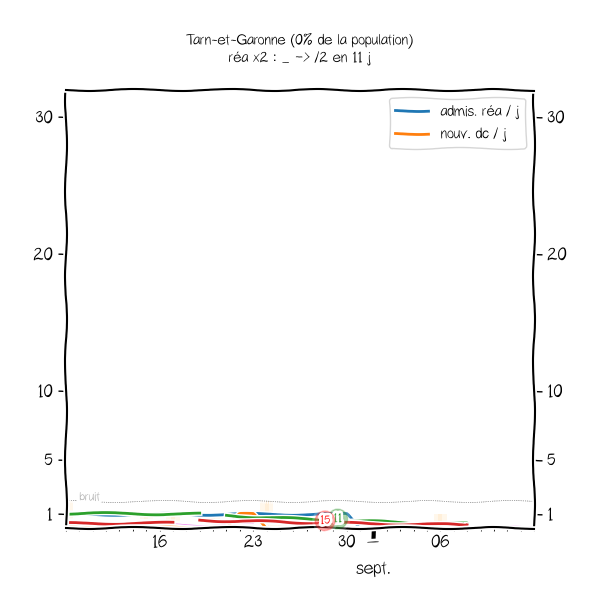 Tarn-et-Garonne (0% de la population)
réa x2 : _ -> /2 en 11 j
admis. réa / j
nouv. dc / j
30
30
20
20
10
10
5
5
bruit
1
1
15
11
16
23
30
06
sept.